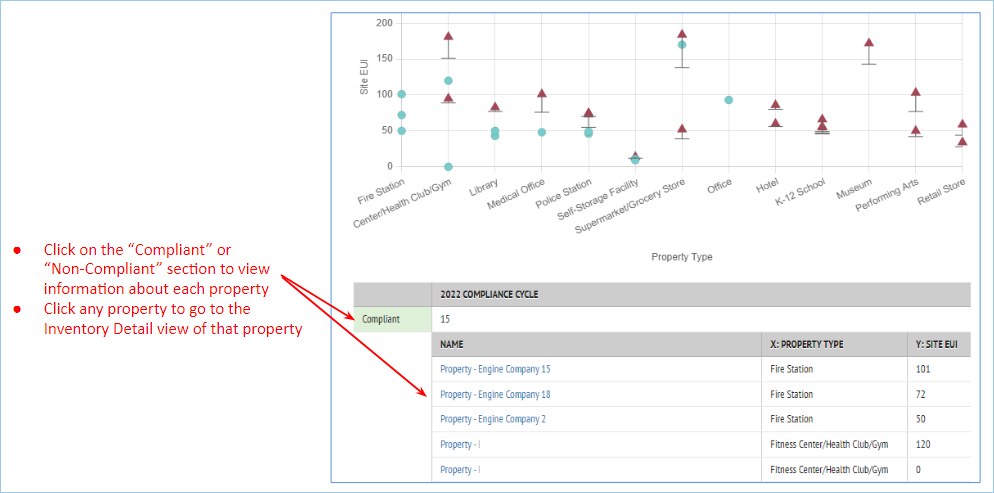 200
150
100
50
0
Site EUI
Fire Station
Center/Health Club/Gym
Library
Medical Office
Police Station
Self-Storage Facility
Supermarket/Grocery Store
Office
Hotel
K-12 School
Museum
Performing Arts
Retail Store
Property Type
● Click on the “Compliant” or
“Non-Compliant” section to view
information about each property
● Click any property to go to the
Inventory Detail view of that property
2022 COMPLIANCE CYCLE
Compliant 15
NAME X: PROPERTY TYPE Y: SITE EUI
Property - Engine Company 15 Fire Station 101
Property - Engine Company 18 Fire Station 72
Property - Engine Company 2 Fire Station 50
Property - Fitness Center/Health Club/Gym 120
Property - Fitness Center/Health Club/Gym 0